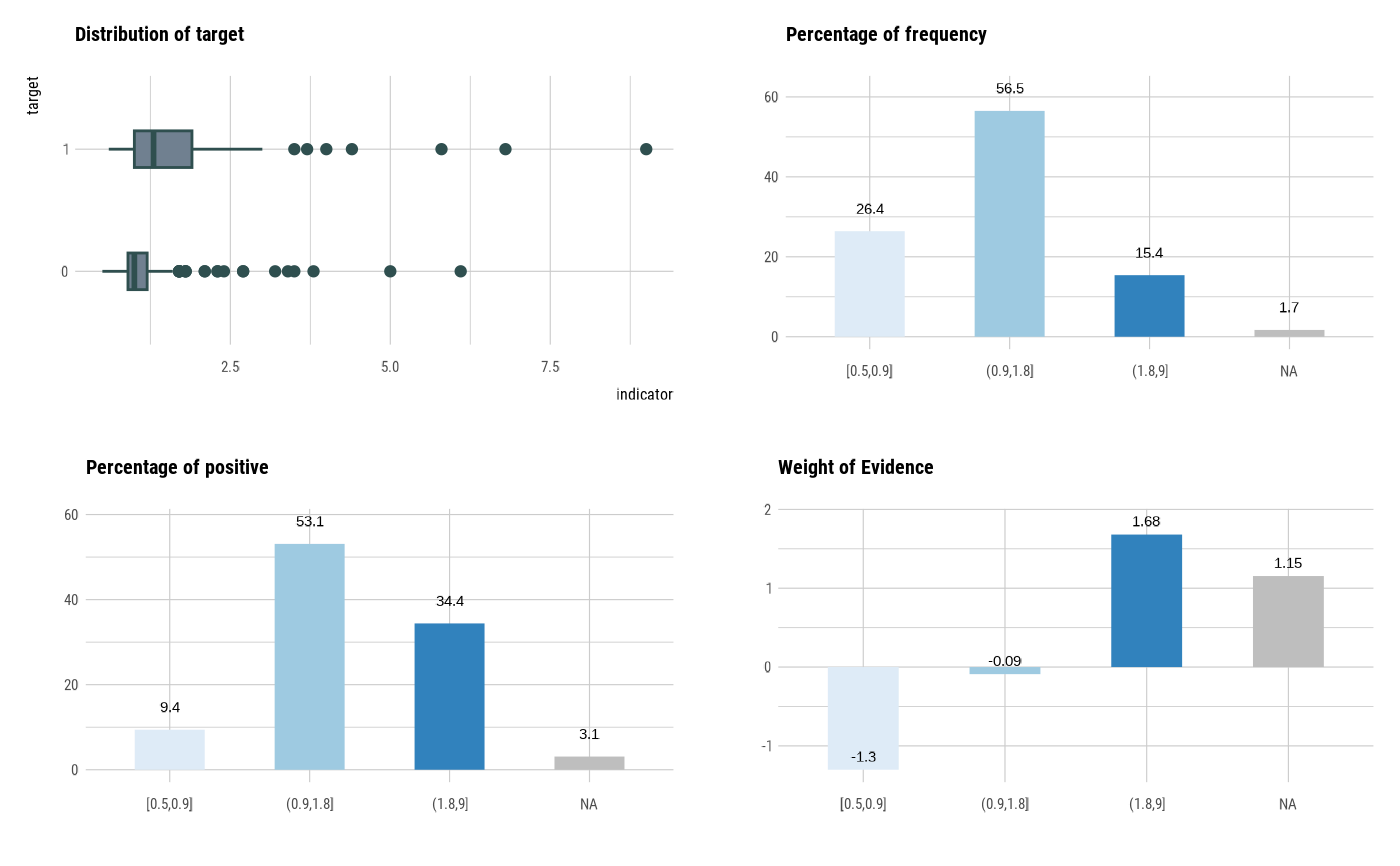 Distribution of target
target
1
0
2.5 5.0 7.5
indicator
Percentage of frequency
60
40
20
0
56.5
26.4
15.4
1.7
[0.5,0.9] (0.9,1.8] (1.8,9] NA
Percentage of positive
60
40
20
0
53.1
34.4
9.4
3.1
[0.5,0.9] (0.9,1.8] (1.8,9] NA
Weight of Evidence
2
1
0
-1
1.68
1.15
-0.09
-1.3
[0.5,0.9] (0.9,1.8] (1.8,9] NA